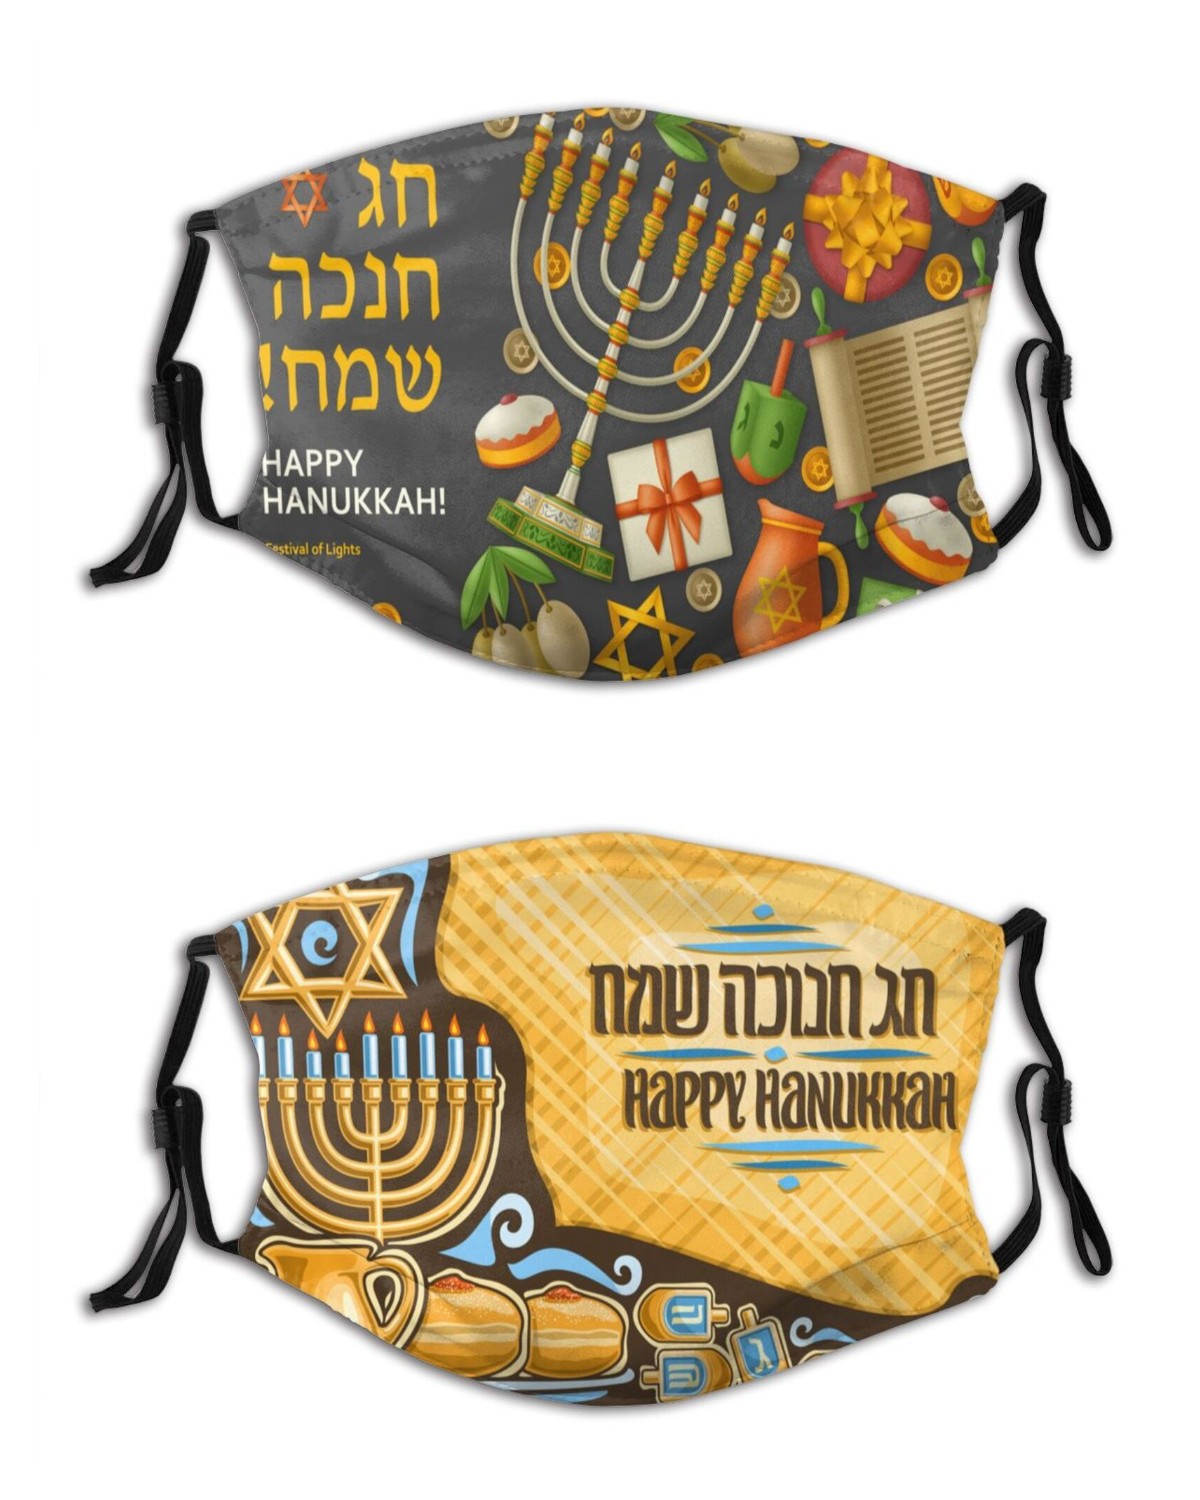 חג
חנכה
שמח!
HAPPY
HANUKKAH!
Festival of Lights
נ
ג
חג חנוכה שמח
HAPPY HANUKKAH
ש
ג
ש